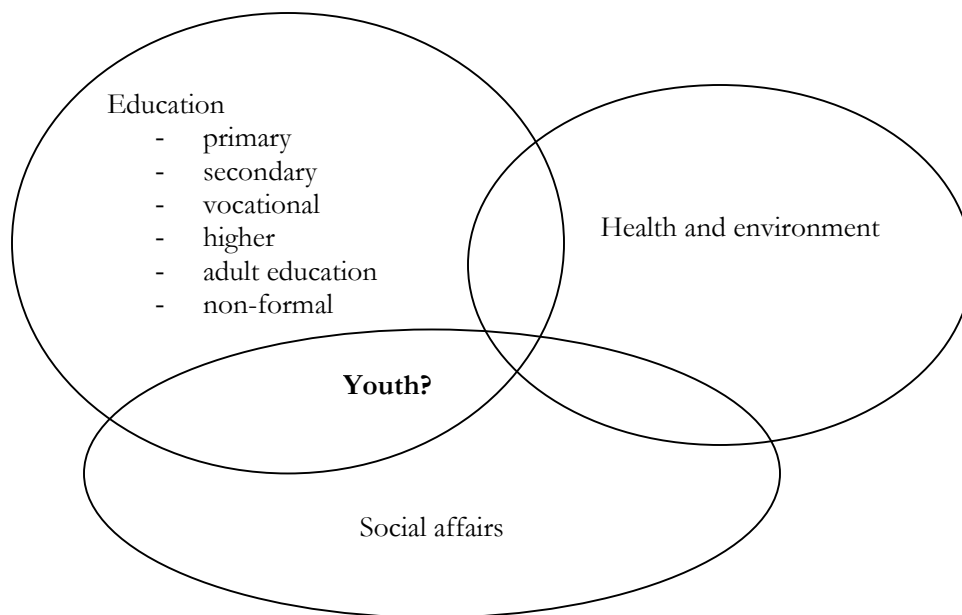 Education
- primary
- secondary
- vocational
- higher
- adult education
- non-formal
Health and environment
Youth?
Social affairs